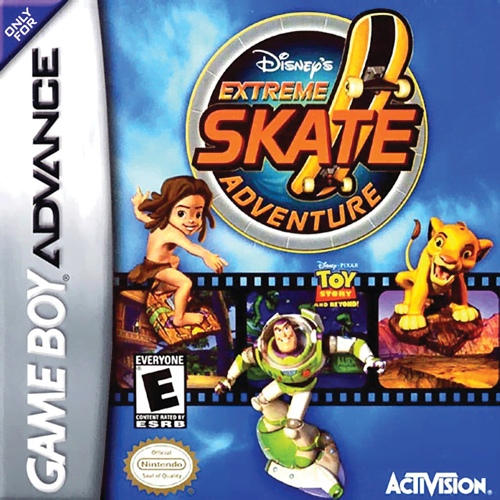 ONLY
FOR
GAME BOY ADVANCE
Disney's
EXTREME
SKATE
ADVENTURE
Disney·PIXAR
TOY
STORY
AND BEYOND!
EVERYONE
E
CONTENT RATED BY
ESRB
Official
Nintendo
Seal of Quality
ACTIVISION.